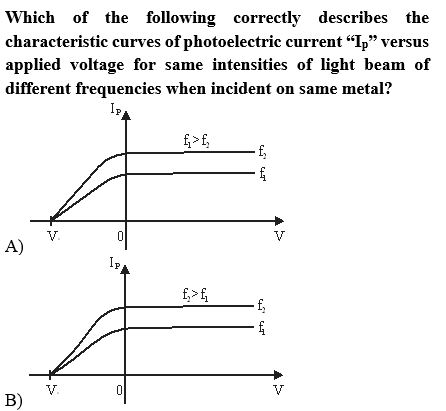 Which of the following correctly describes the
characteristic curves of photoelectric current “Ip” versus
applied voltage for same intensities of light beam of
different frequencies when incident on same metal?
Ip
f₁>f₂
f₂
f₁
V.
0
V
A)
Ip
f₂>f₁
f₂
f₁
V.
0
V
B)